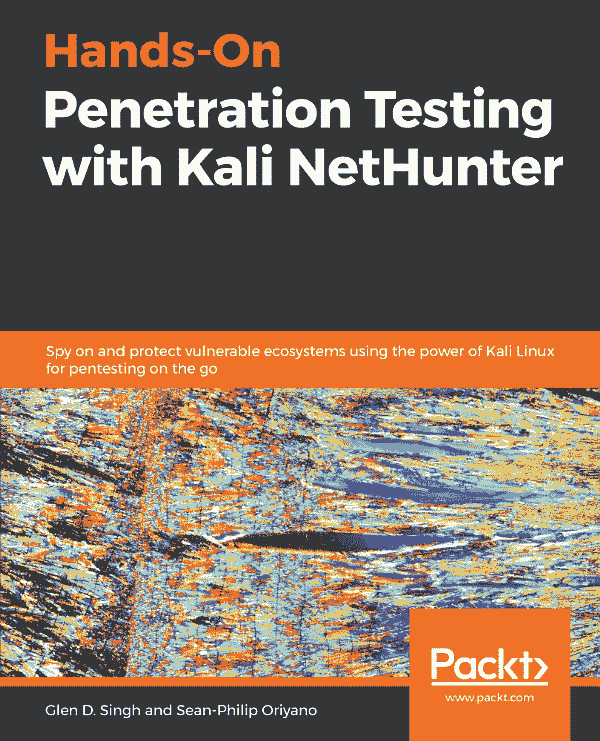 Hands-On
Penetration Testing
with Kali NetHunter
Spy on and protect vulnerable ecosystems using the power of Kali Linux
for pentesting on the go
Packt>
www.packt.com
Glen D. Singh and Sean-Philip Oriyano